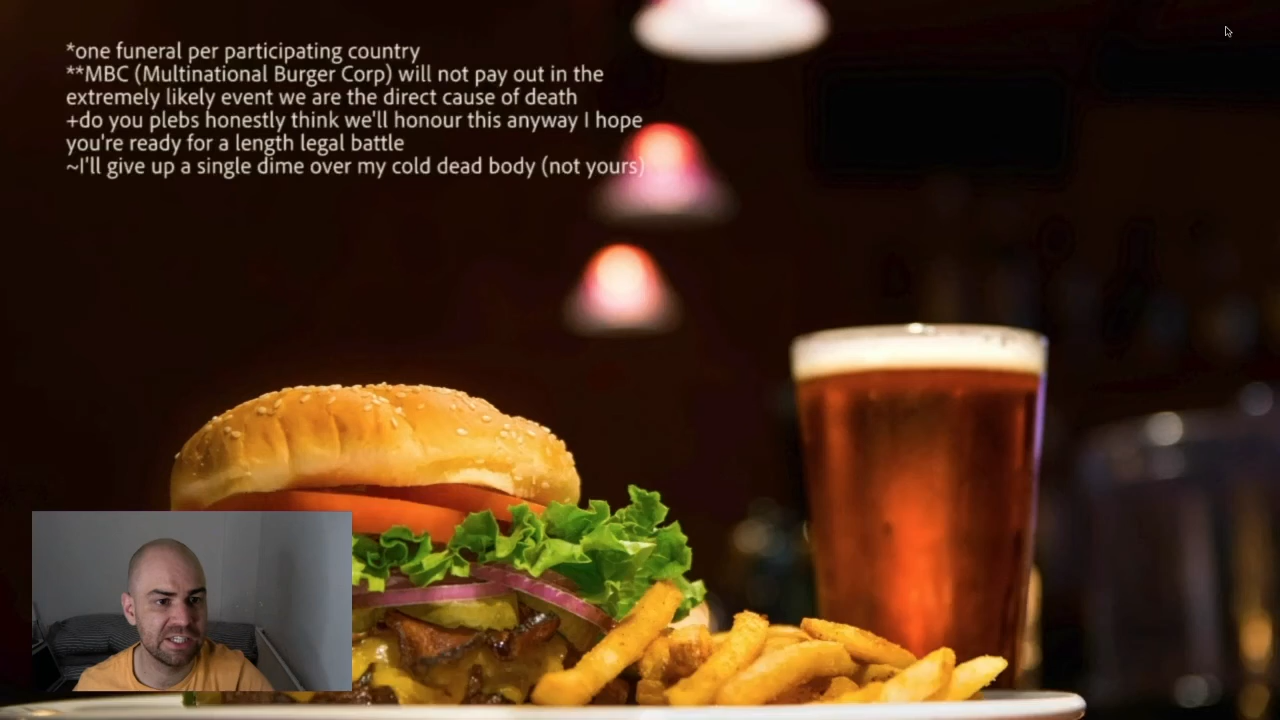 *one funeral per participating country
**MBC (Multinational Burger Corp) will not pay out in the
extremely likely event we are the direct cause of death
+do you plebs honestly think we'll honour this anyway I hope
you're ready for a length legal battle
~I'll give up a single dime over my cold dead body (not yours)